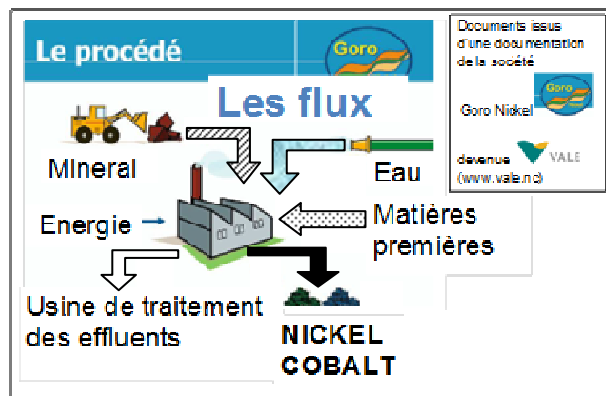 Le procédé
Goro
Les flux
Documents issus
d'une documentation
de la société
Goro Nickel
Goro
devenue
VALE
(www.vale.nc)
Mineral
Eau
Energie
Matières
premières
Usine de traitement
des effluents
NICKEL
COBALT